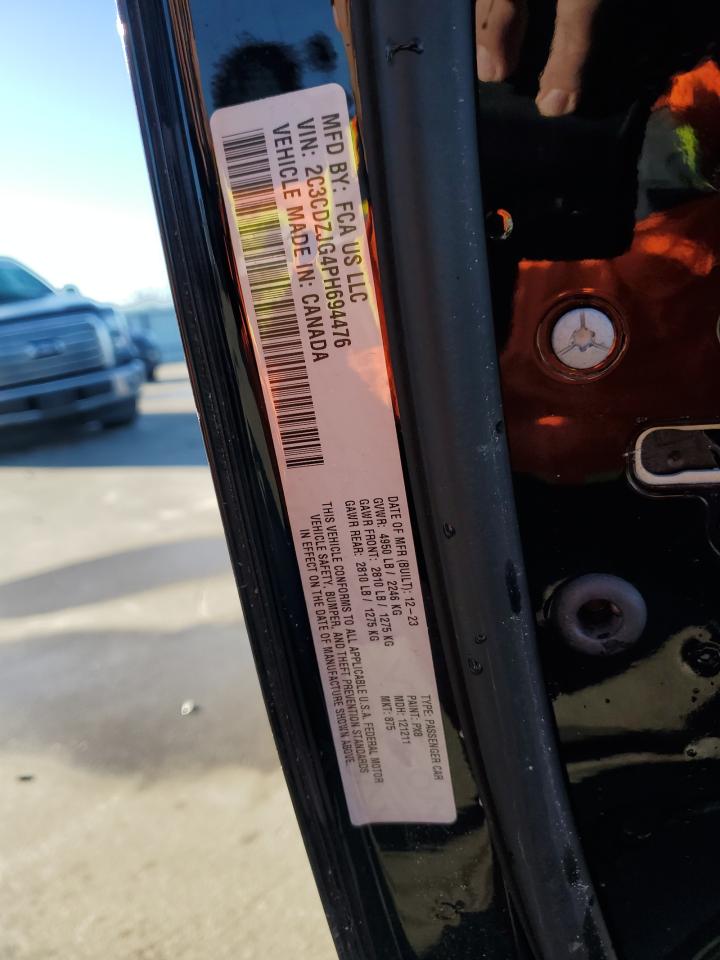 MFD BY: FCA US LLC
VIN: 2C3CDZJG4PH694476
VEHICLE MADE IN: CANADA
DATE OF MFR (BUILT): 12-23
GVWR: 4950 LB / 2246 KG
GAWR FRONT: 2810 LB / 1275 KG
GAWR REAR: 2810 LB / 1275 KG
THIS VEHICLE CONFORMS TO ALL APPLICABLE U.S.A. FEDERAL MOTOR
VEHICLE SAFETY, BUMPER, AND THEFT PREVENTION STANDARDS
IN EFFECT ON THE DATE OF MANUFACTURE SHOWN ABOVE.
TYPE: PASSENGER CAR
PAINT: PX8
MDH: 121211
MKT: 875